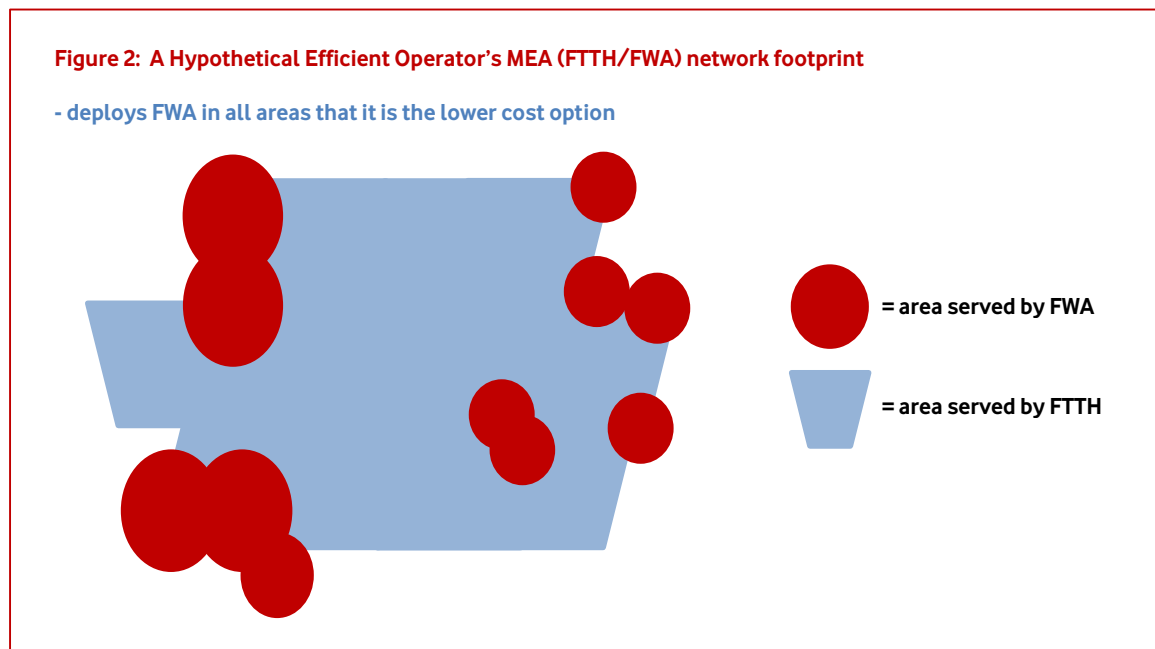 Figure 2: A Hypothetical Efficient Operator's MEA (FTTH/FWA) network footprint
- deploys FWA in all areas that it is the lower cost option
= area served by FWA
= area served by FTTH